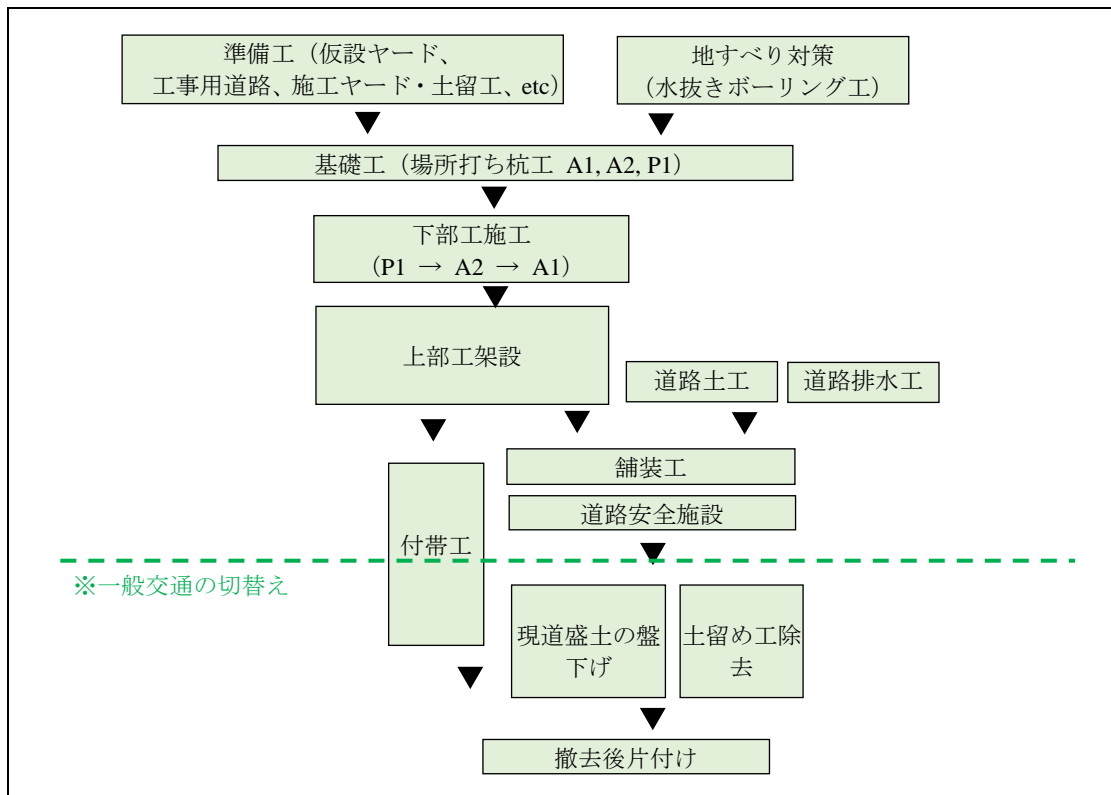 準備工（仮設ヤード、
工事用道路、施工ヤード・土留工、etc）
地すべり対策
（水抜きボーリング工）
基礎工（場所打ち杭工 A1, A2, P1）
下部工施工
（P1 → A2 → A1）
上部工架設
道路土工
道路排水工
舗装工
道路安全施設
付帯工
※一般交通の切替え
現道盛土の盤
下げ
土留め工除
去
撤去後片付け